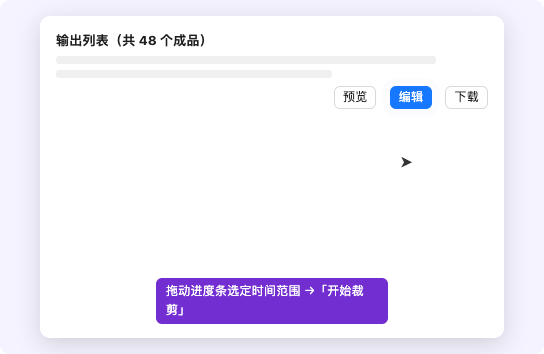 输出列表（共 48 个成品）
预览 编辑 下载
拖动进度条选定时间范围 →「开始裁
剪」